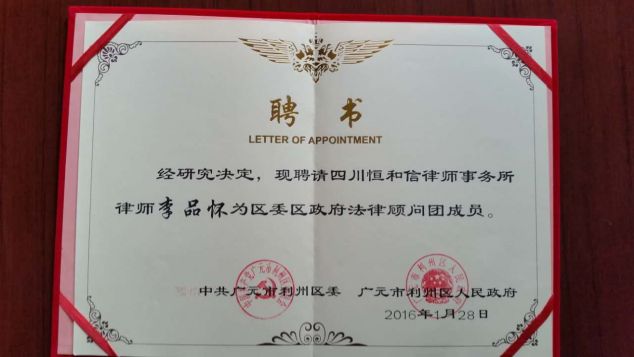 聘书
LETTER OF APPOINTMENT
经研究决定，现聘请四川恒和信律师事务所
律师李品怀为区委区政府法律顾问团成员。
中共广元市利州区委 广元市利州区人民政府
2016年1月28日